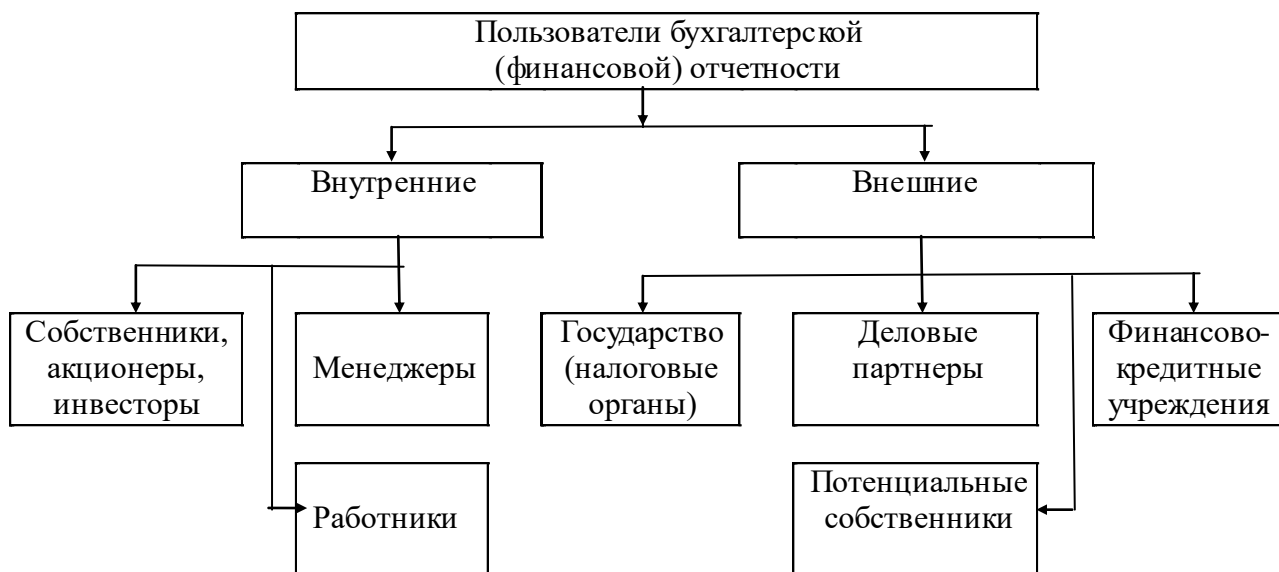 Пользователи бухгалтерской
(финансовой) отчетности
Внутренние
Внешние
Собственники,
акционеры,
инвесторы
Менеджеры
Государство
(налоговые
органы)
Деловые
партнеры
Финансово-
кредитные
учреждения
Работники
Потенциальные
собственники